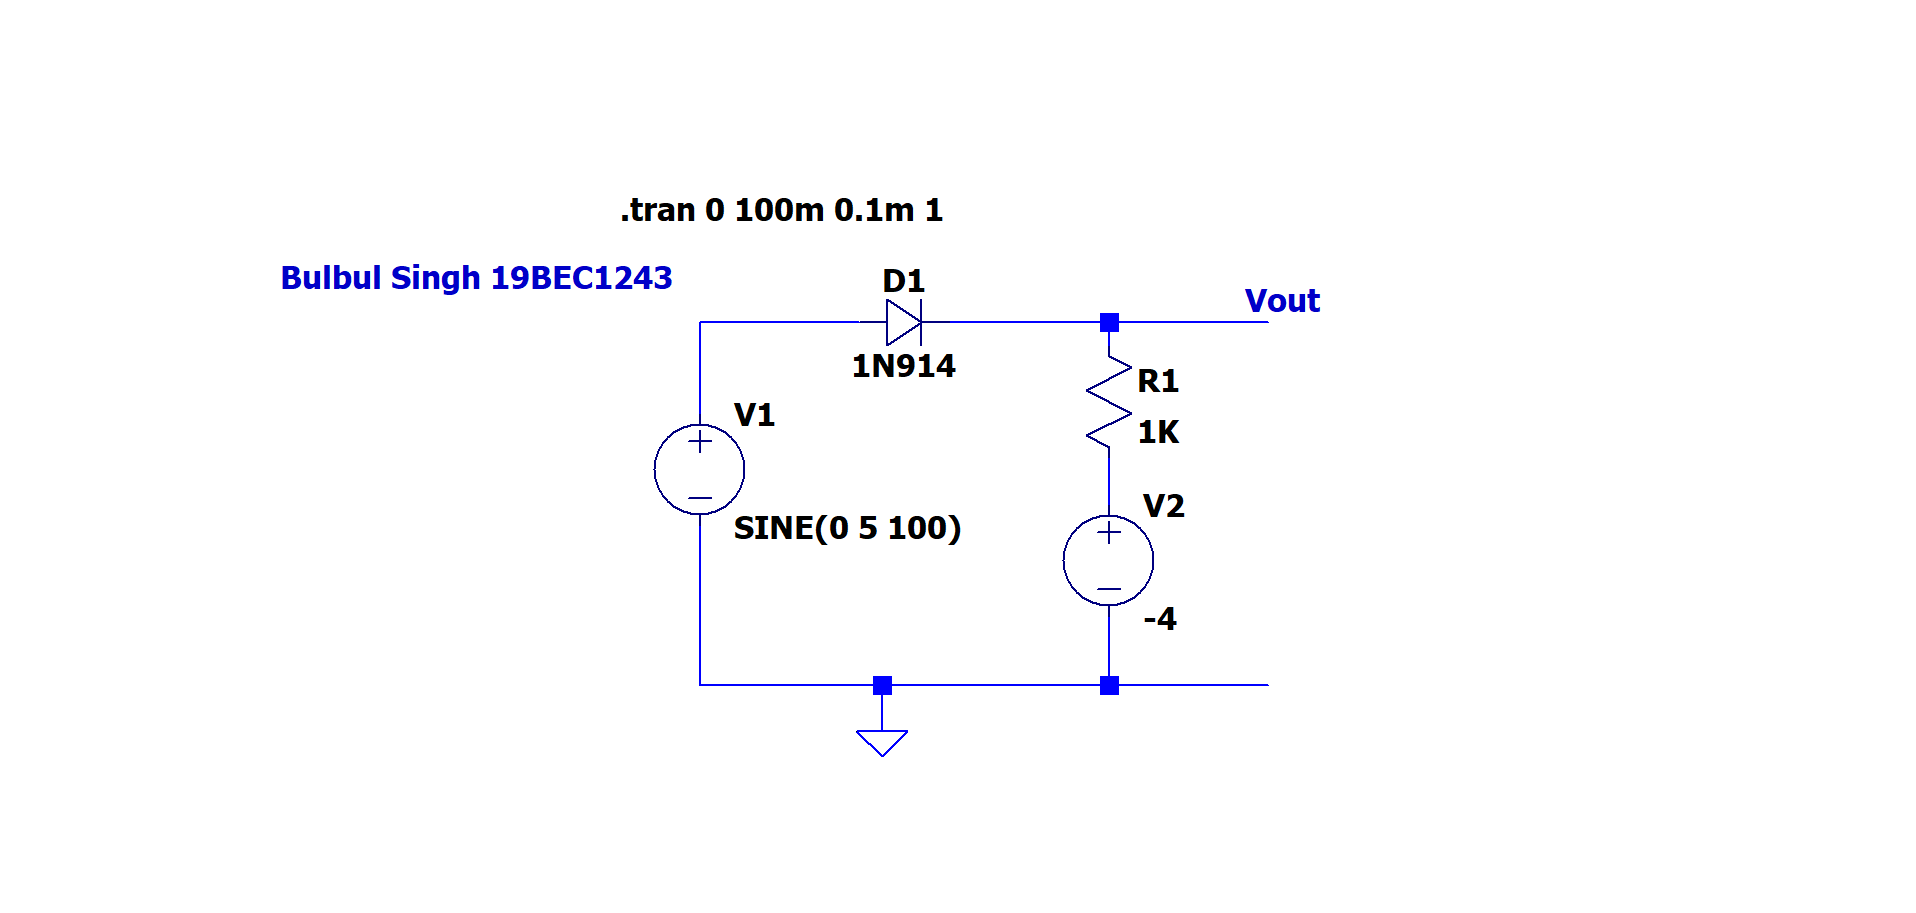 .tran 0 100m 0.1m 1
Bulbul Singh 19BEC1243
D1
Vout
1N914
R1
V1
1K
V2
SINE(0 5 100)
-4